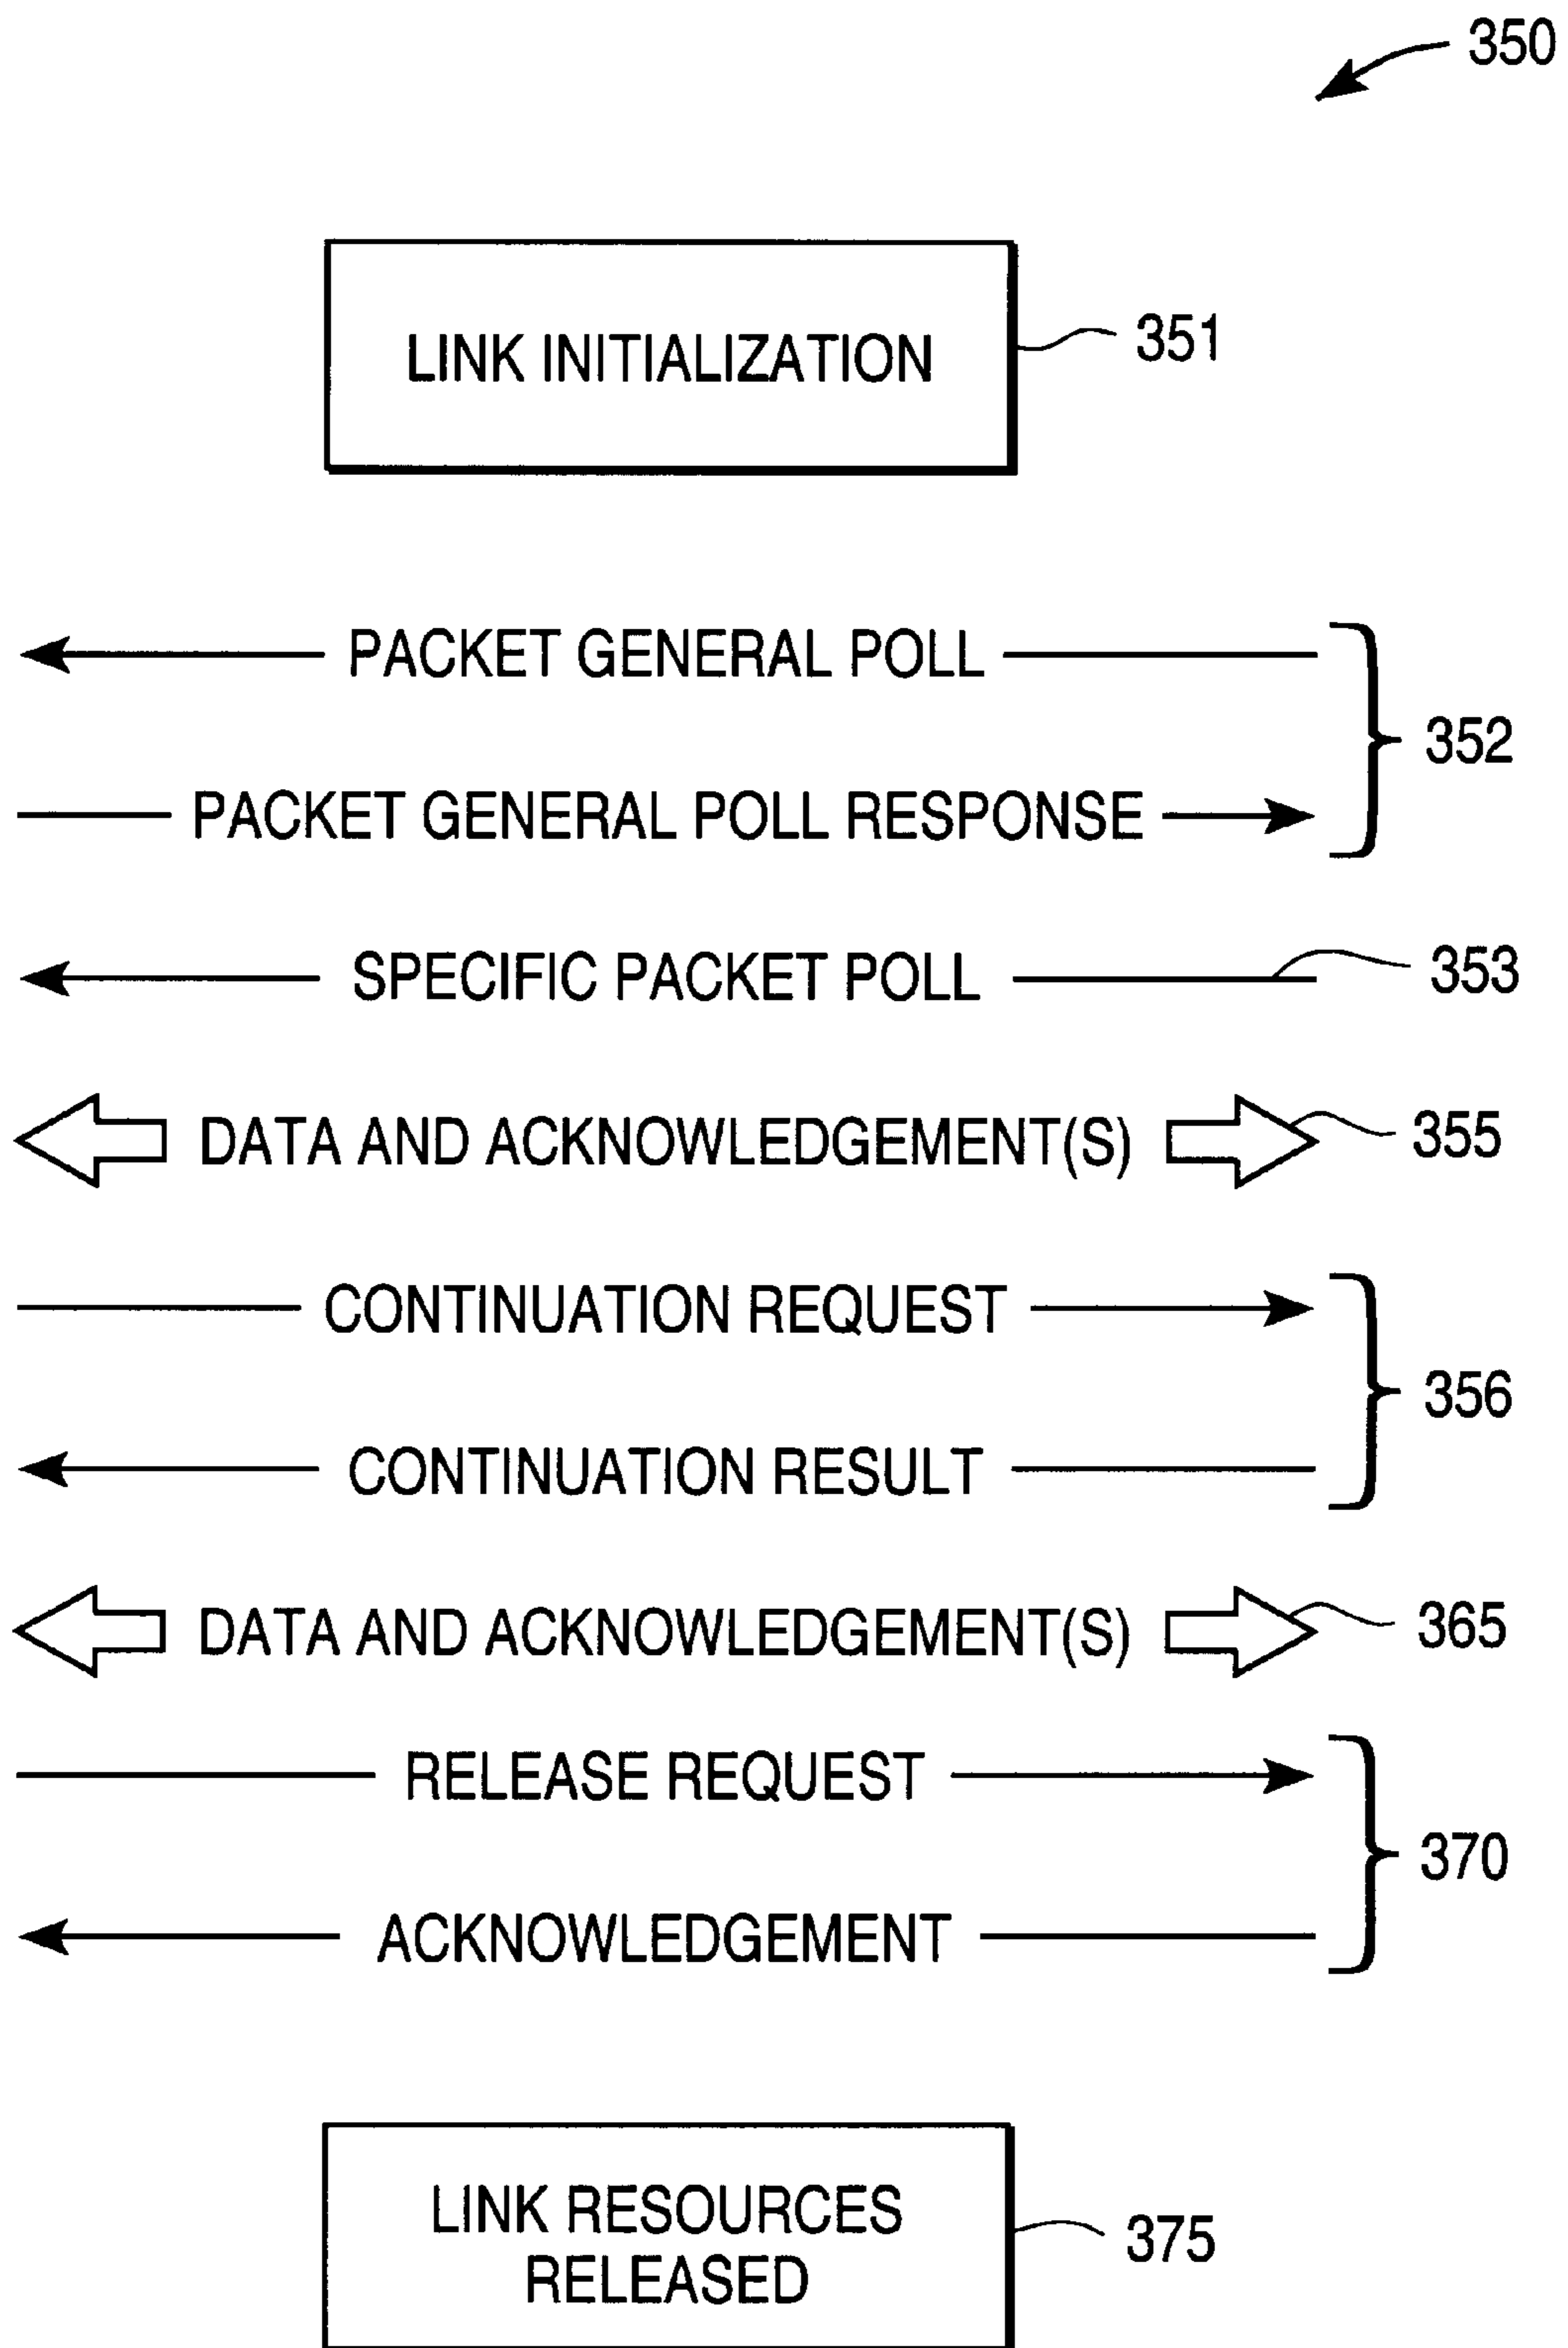 350
LINK INITIALIZATION 351
PACKET GENERAL POLL
352
PACKET GENERAL POLL RESPONSE
SPECIFIC PACKET POLL 353
DATA AND ACKNOWLEDGEMENT(S) 355
CONTINUATION REQUEST
356
CONTINUATION RESULT
DATA AND ACKNOWLEDGEMENT(S) 365
RELEASE REQUEST
370
ACKNOWLEDGEMENT
LINK RESOURCES
RELEASED
375